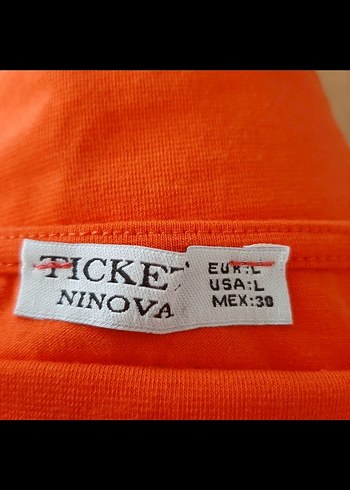 TICKET
NINOVA
EUR:L
USA:L
MEX:30